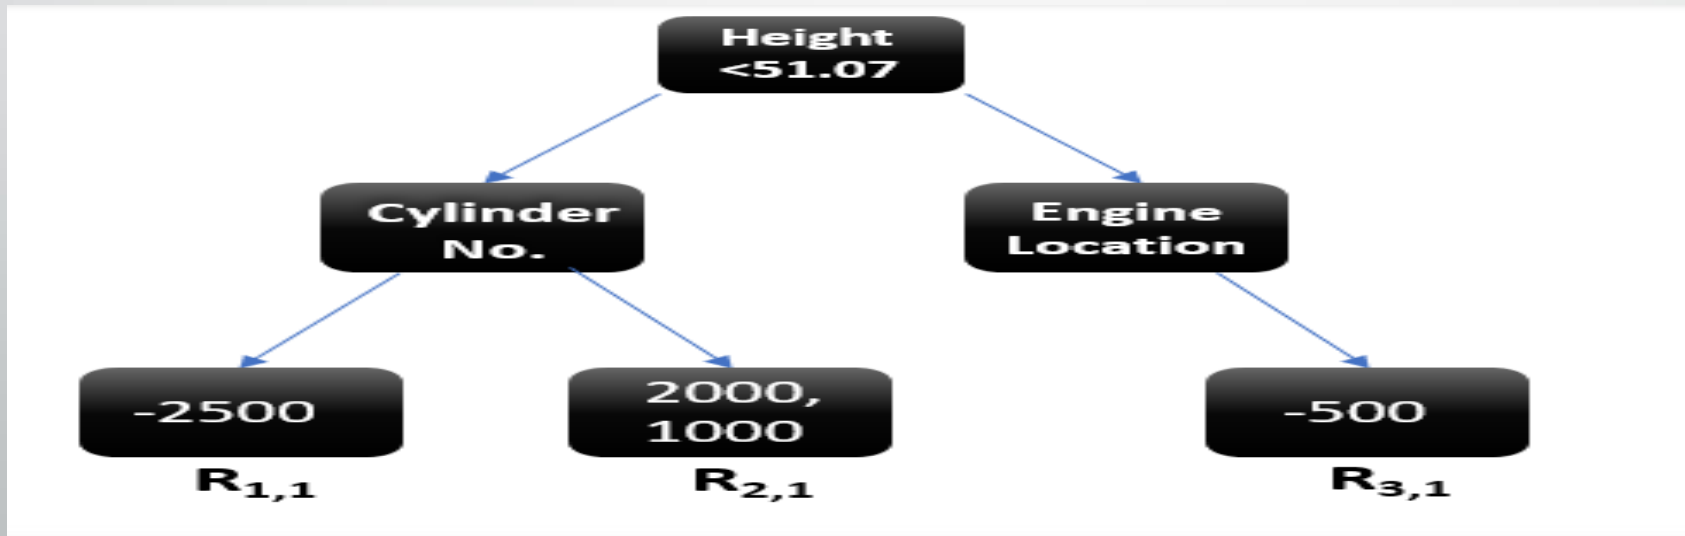 Height
<51.07
Cylinder
No.
Engine
Location
-2500
2000,
1000
-500
R1,1
R2,1
R3,1